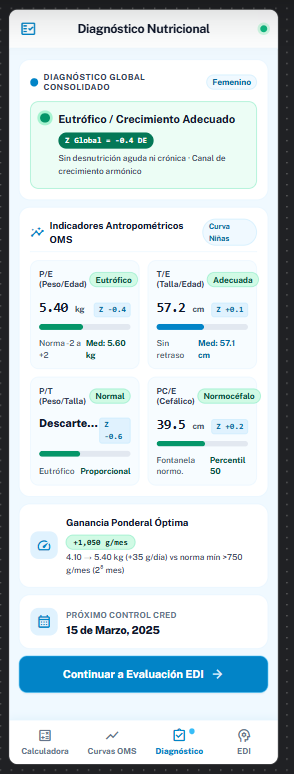 Diagnóstico Nutricional
DIAGNÓSTICO GLOBAL
CONSOLIDADO
Femenino
Eutrófico / Crecimiento Adecuado
Z Global = -0.4 DE
Sin desnutrición aguda ni crónica · Canal de
crecimiento armónico
Indicadores Antropométricos
OMS
Curva
Niñas
P/E
(Peso/Edad)
Eutrófico
5.40 kg
Z -0.4
Norma -2 a
+2
Med: 5.60
kg
T/E
(Talla/Edad)
Adecuada
57.2 cm
Z +0.1
Sin
retraso
Med: 57.1
cm
P/T
(Peso/Talla)
Normal
Descarte...
Z
-0.6
Eutrófico
Proporcional
PC/E
(Cefálico)
Normocéfalo
39.5 cm
Z +0.2
Fontanela
normo.
Percentil
50
Ganancia Ponderal Óptima
+1,050 g/mes
4.10 → 5.40 kg (+35 g/día) vs norma mín >750
g/mes (2° mes)
PRÓXIMO CONTROL CRED
15 de Marzo, 2025
Continuar a Evaluación EDI →
Calculadora
Curvas OMS
Diagnóstico
EDI